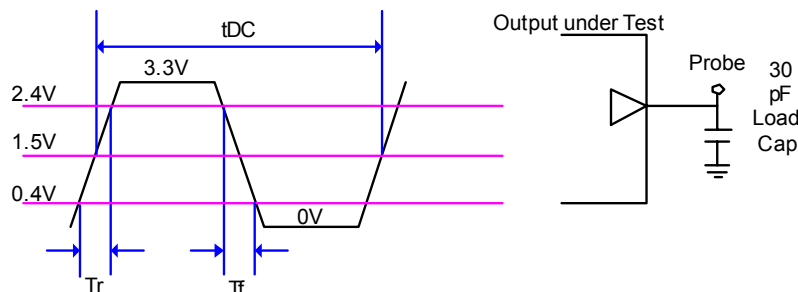 tDC
3.3V
2.4V
1.5V
0.4V
0V
Tr
Tf
Output under Test
Probe
30
pF
Load
Cap